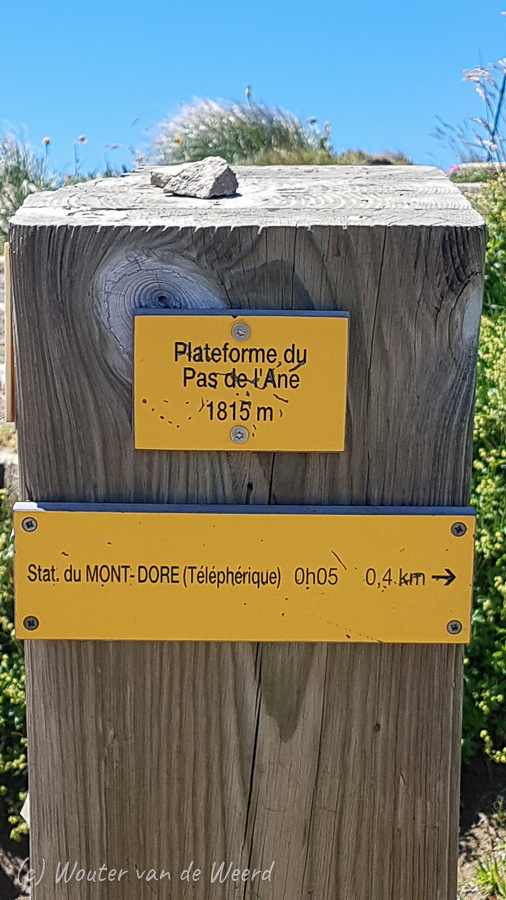 Plateforme du
Pas de l'Ane
1815 m
Stat. du MONT-DORE (Téléphérique) 0h05 0,4 km →
(c) Wouter van de Weerd